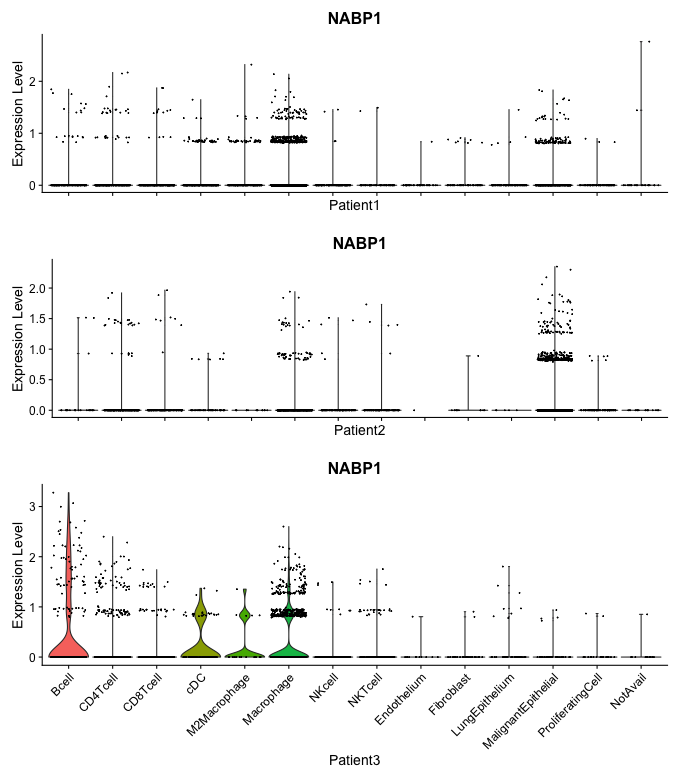 NABP1
Expression Level
2
1
0
Patient1
NABP1
Expression Level
2.0
1.5
1.0
0.5
0.0
Patient2
NABP1
Expression Level
3
2
1
0
Bcell
CD4Tcell
CD8Tcell
cDC
M2Macrophage
Macrophage
NKcell
NKTcell
Endothelium
Fibroblast
LungEpithelium
MalignantEpithelial
ProliferatingCell
NotAvail
Patient3